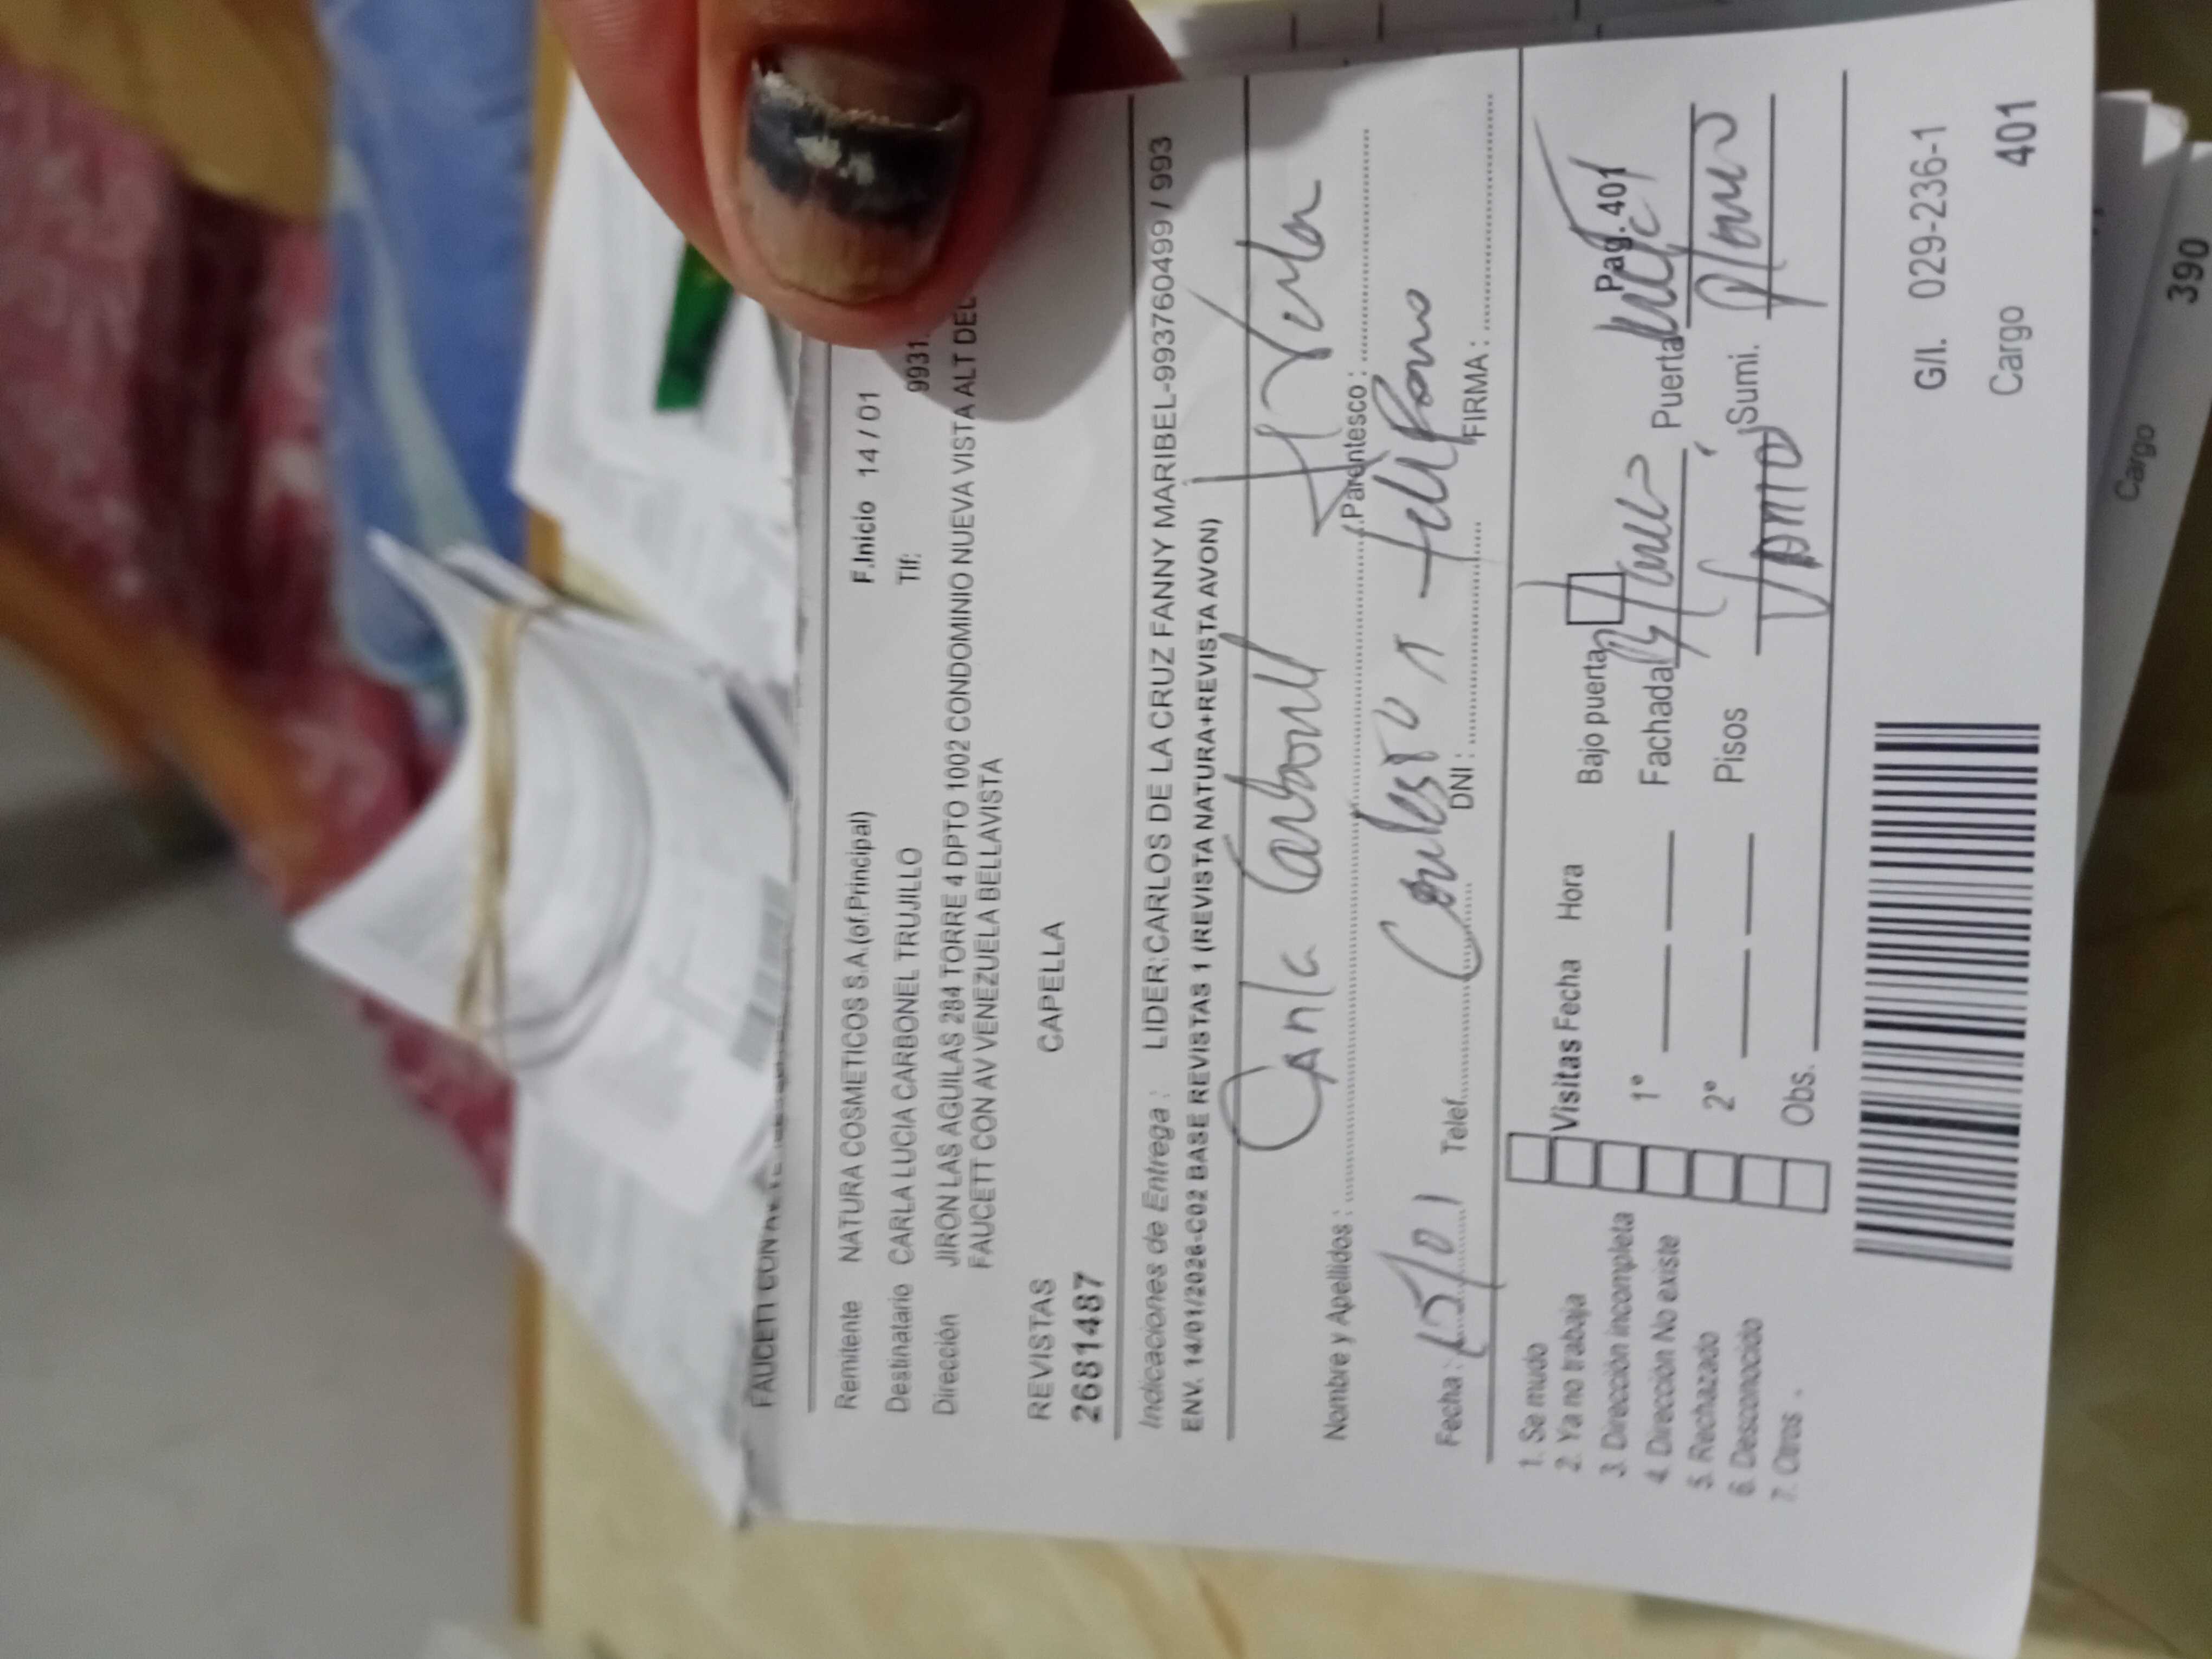 FAUCETT CON AV
Remitente NATURA COSMETICOS S.A.(of.Principal) F.Inicio 14 / 01
Destinatario CARLA LUCIA CARBONEL TRUJILLO Tlf: 9931
Dirección JIRON LAS AGUILAS 284 TORRE 4 DPTO 1002 CONDOMINIO NUEVA VISTA ALT DEL
FAUCETT CON AV VENEZUELA BELLAVISTA
REVISTAS CAPELLA
2681487
Indicaciones de Entrega : LIDER:CARLOS DE LA CRUZ FANNY MARIBEL-993760499 / 993
ENV. 14/01/2026-C02 BASE REVISTAS 1 (REVISTA NATURA+REVISTA AVON)
Carla Carbonell
Nombre y Apellidos : Parentesco :
15/01 telefono
Fecha : Telef. DNI : FIRMA :
1. Se mudo
2. Ya no trabaja
3. Dirección incompleta
4. Dirección No existe
5. Rechazado
6. Desconocido
7. Otros .
Visitas Fecha Hora Bajo puerta Pag. 401
1º Fachada Puerta
2º Pisos Sumi.
Obs.
G/I. 029-236-1
Cargo 401
Cargo 390